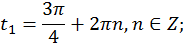 t₁ = 3π/4 + 2πn, n ∈ Z;